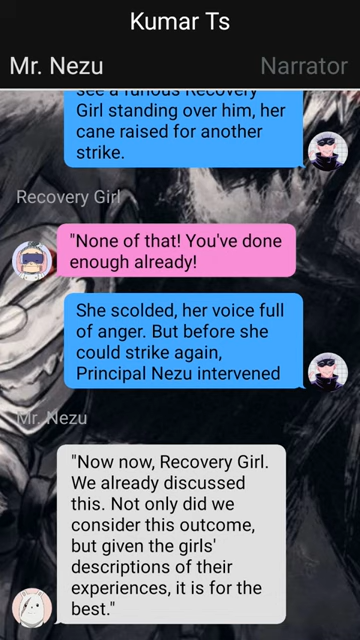 Kumar Ts
Mr. Nezu
Narrator
see a furious Recovery
Girl standing over him, her
cane raised for another
strike.
Recovery Girl
"None of that! You've done
enough already!
She scolded, her voice full
of anger. But before she
could strike again,
Principal Nezu intervened
Mr. Nezu
"Now now, Recovery Girl.
We already discussed
this. Not only did we
consider this outcome,
but given the girls'
descriptions of their
experiences, it is for the
best."